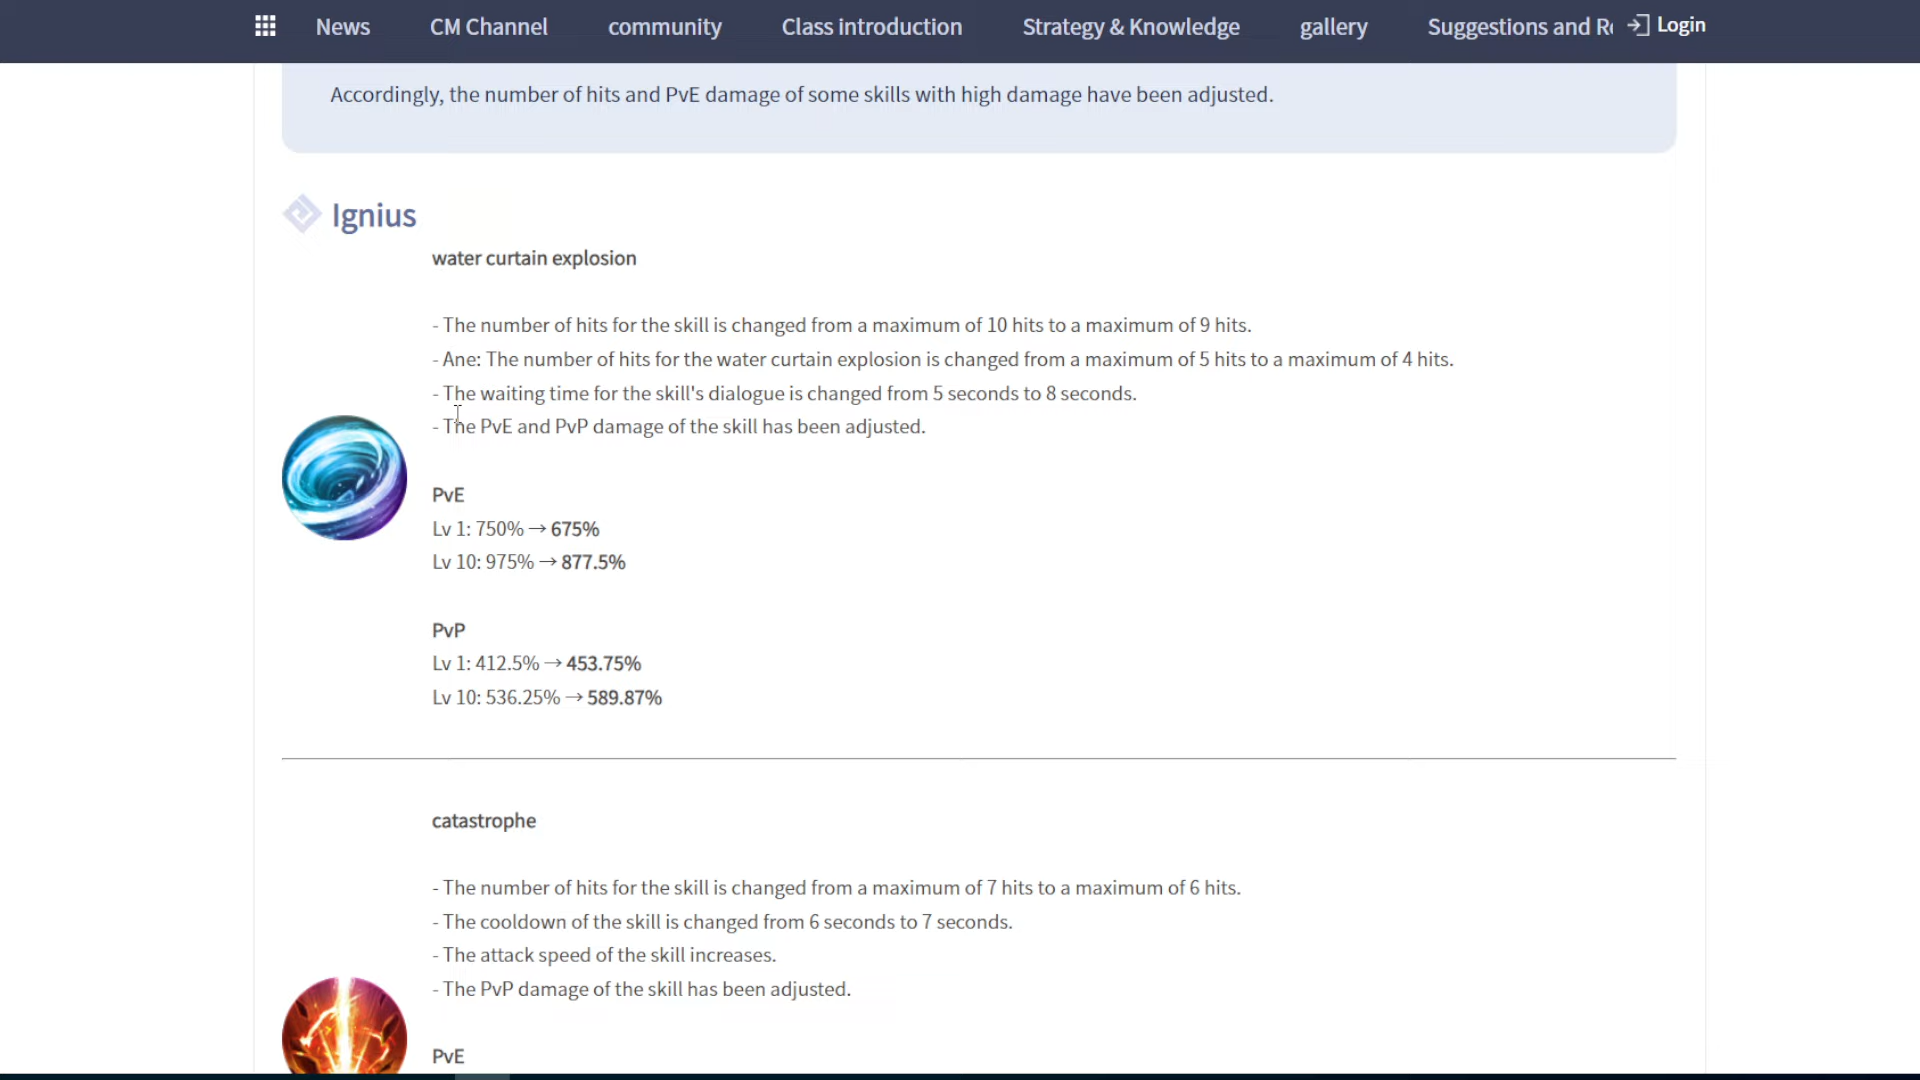 News CM Channel community Class introduction Strategy & Knowledge gallery Suggestions and Re Login
Accordingly, the number of hits and PvE damage of some skills with high damage have been adjusted.
Ignius
water curtain explosion
- The number of hits for the skill is changed from a maximum of 10 hits to a maximum of 9 hits.
- Ane: The number of hits for the water curtain explosion is changed from a maximum of 5 hits to a maximum of 4 hits.
- The waiting time for the skill's dialogue is changed from 5 seconds to 8 seconds.
- The PvE and PvP damage of the skill has been adjusted.
PvE
Lv 1: 750% → 675%
Lv 10: 975% → 877.5%
PvP
Lv 1: 412.5% → 453.75%
Lv 10: 536.25% → 589.87%
catastrophe
- The number of hits for the skill is changed from a maximum of 7 hits to a maximum of 6 hits.
- The cooldown of the skill is changed from 6 seconds to 7 seconds.
- The attack speed of the skill increases.
- The PvP damage of the skill has been adjusted.
PvE